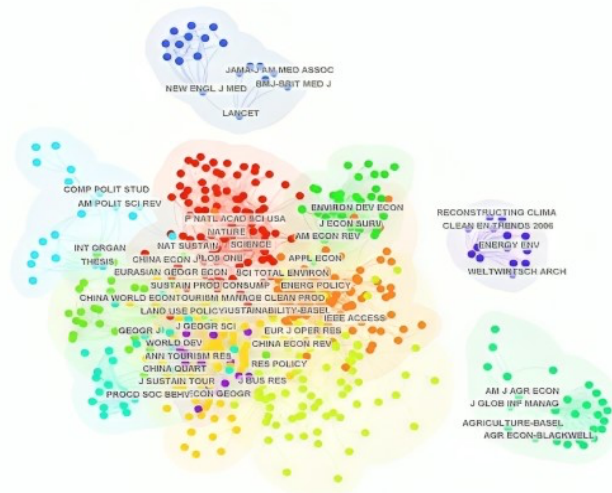 JAMA-J AM MED ASSOC
NEW ENGL J MED
BMJ-BRIT MED J
LANCET
COMP POLIT STUD
AM POLIT SCI REV
P NATL ACAD SCI USA
ENVIRON DEV ECON
RECONSTRUCTING CLIMA
NATURE
J ECON SURV
CLEAN EN TRENDS 2006
AM ECON REV
INT ORGAN
NAT SUSTAIN
SCIENCE
ENERGY ENV
THESIS
CHINA ECON J
PLOS ONE
APPL ECON
EURASIAN GEOGR ECON
SCI TOTAL ENVIRON
WELTWIRTSCH ARCH
SUSTAIN PROD CONSUMP
ENERG POLICY
CHINA WORLD ECON
TOURISM MANAGE
CLEAN PROD
LAND USE POLICY
SUSTAINABILITY-BASEL
IEEE ACCESS
GEOGR J
J GEOGR SCI
EUR J OPER RES
WORLD DEV
CHINA ECON REV
ANN TOURISM RES
RES POLICY
CHINA QUART
J SUSTAIN TOUR
J BUS RES
PROCD SOC BEHV
ECON GEOGR
AM J AGR ECON
J GLOB INF MANAG
AGRICULTURE-BASEL
AGR ECON-BLACKWELL